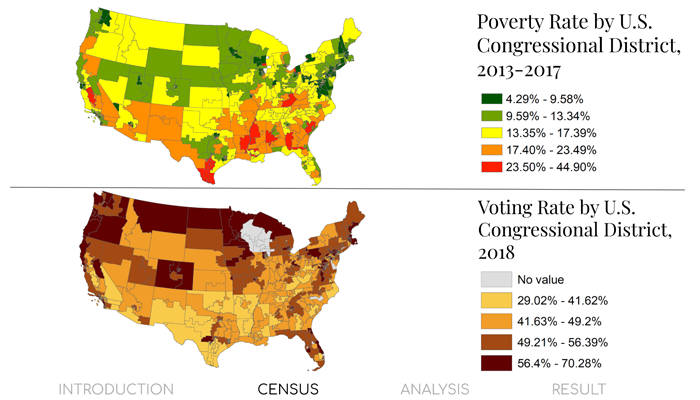 Poverty Rate by U.S.
Congressional District,
2013-2017
4.29% - 9.58%
9.59% - 13.34%
13.35% - 17.39%
17.40% - 23.49%
23.50% - 44.90%
Voting Rate by U.S.
Congressional District,
2018
No value
29.02% - 41.62%
41.63% - 49.2%
49.21% - 56.39%
56.4% - 70.28%
INTRODUCTION CENSUS ANALYSIS RESULT